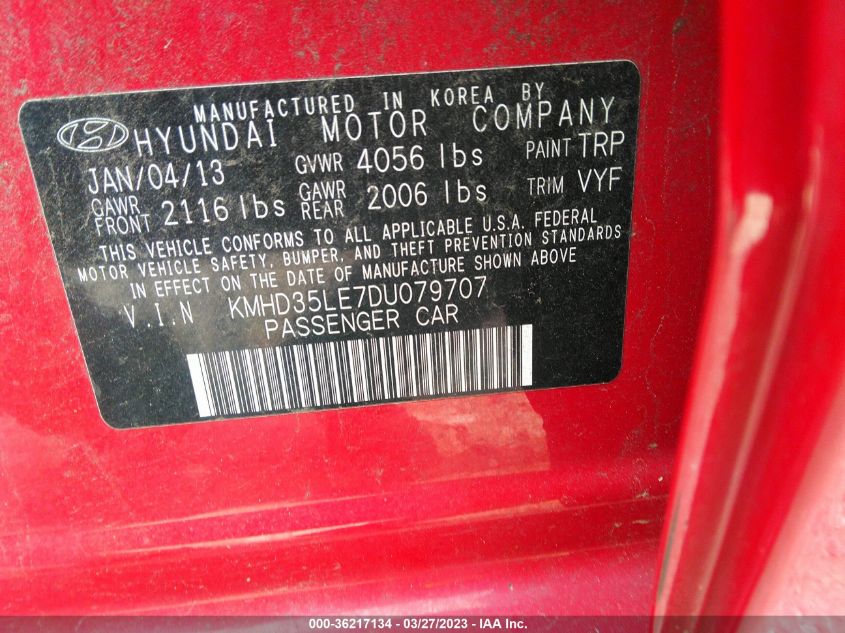 MANUFACTURED IN KOREA BY
HYUNDAI MOTOR COMPANY
JAN/04/13 GVWR 4056 lbs PAINT TRP
GAWR FRONT 2116 lbs GAWR REAR 2006 lbs TRIM VYF
THIS VEHICLE CONFORMS TO ALL APPLICABLE U.S.A. FEDERAL
MOTOR VEHICLE SAFETY, BUMPER, AND THEFT PREVENTION STANDARDS
IN EFFECT ON THE DATE OF MANUFACTURE SHOWN ABOVE
V.I.N KMHD35LE7DU079707
PASSENGER CAR
000-36217134 - 03/27/2023 - IAA Inc.